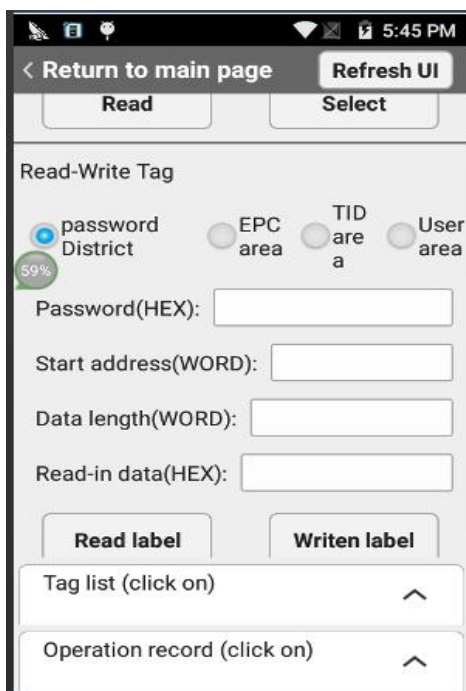 5:45 PM
< Return to main page Refresh UI
Read Select
Read-Write Tag
password District
EPC area
TID are a
User area
59%
Password(HEX):
Start address(WORD):
Data length(WORD):
Read-in data(HEX):
Read label Writen label
Tag list (click on)
Operation record (click on)